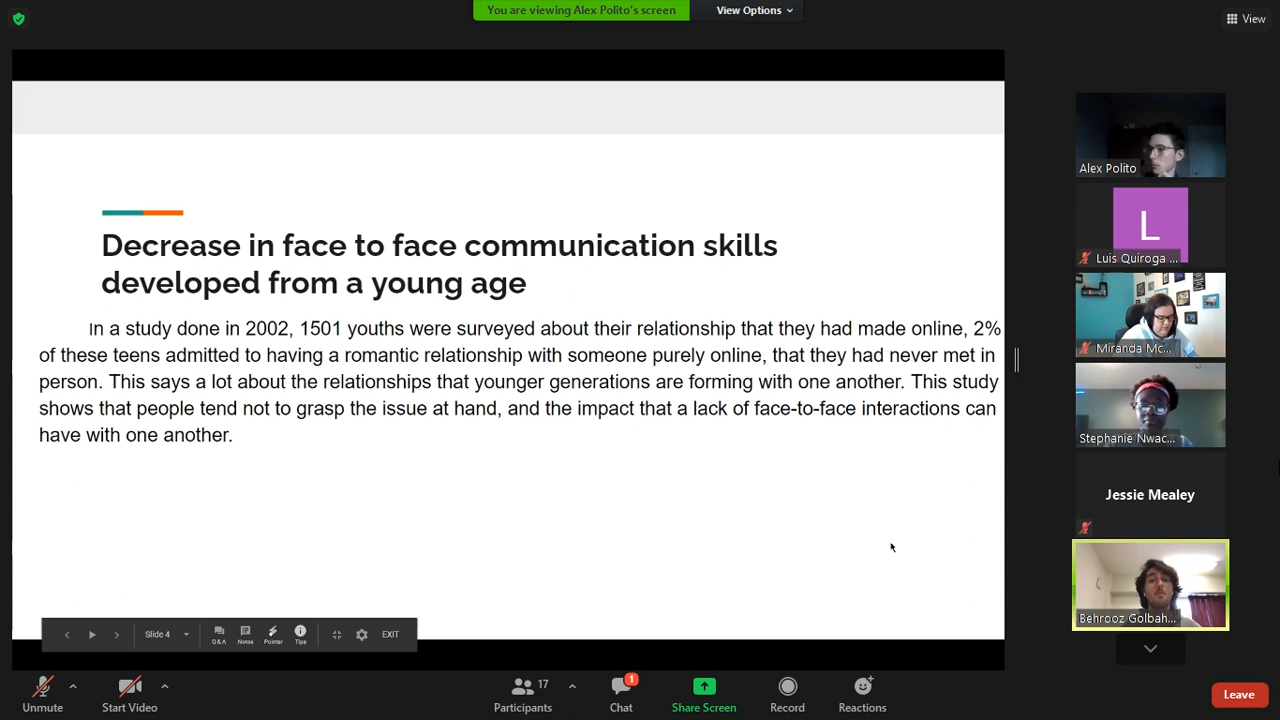 You are viewing Alex Polito's screen
View Options
View
Decrease in face to face communication skills
developed from a young age
In a study done in 2002, 1501 youths were surveyed about their relationship that they had made online, 2%
of these teens admitted to having a romantic relationship with someone purely online, that they had never met in
person. This says a lot about the relationships that younger generations are forming with one another. This study
shows that people tend not to grasp the issue at hand, and the impact that a lack of face-to-face interactions can
have with one another.
Slide 4
Q&A
Notes
Pointer
Tips
EXIT
Alex Polito
L
Luis Quiroga ...
Miranda Mc...
Stephanie Nwac...
Jessie Mealey
Behrooz Golbah...
Unmute
Start Video
17
Participants
1
Chat
Share Screen
Record
Reactions
Leave